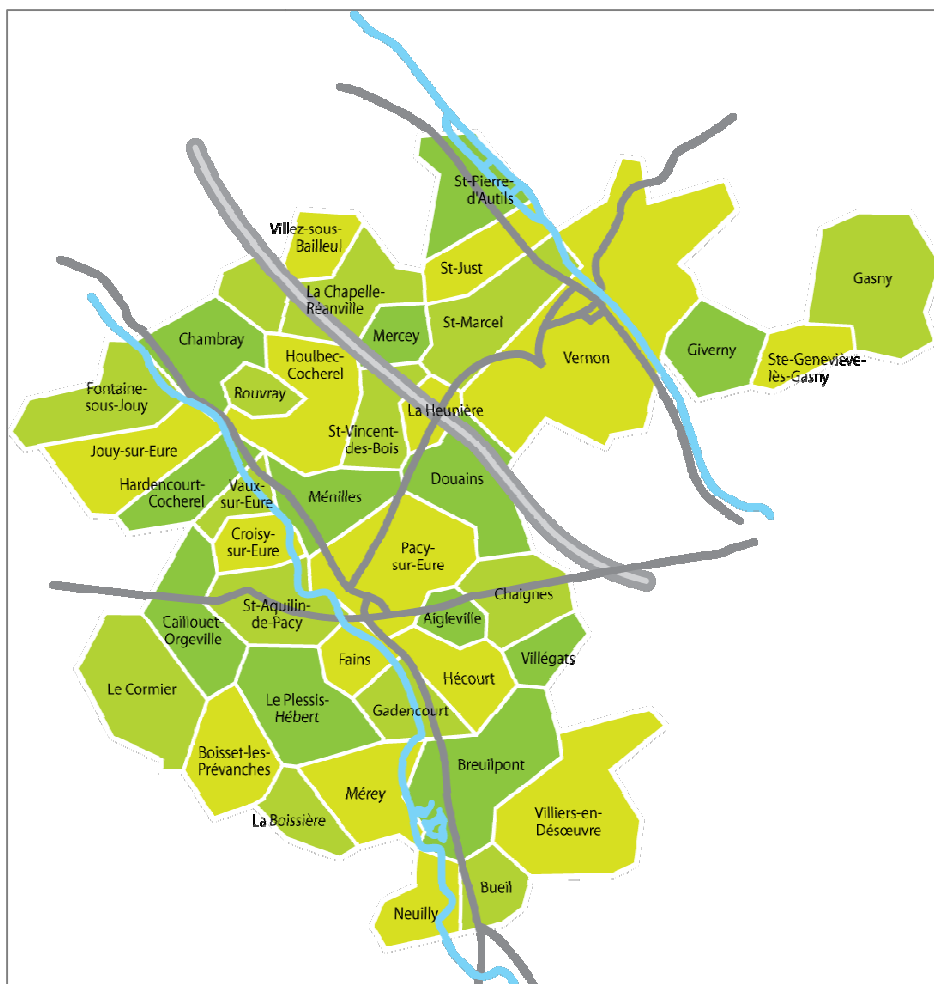 St-Pierre-
d'Autils
Villez-sous-
Bailleul
St-Just
Gasny
La Chapelle-
Réanville
St-Marcel
Mercey
Chambray
Houlbec-
Cocherel
Vernon
Giverny
Ste-Geneviève-
lès-Gasny
Fontaine-
sous-Jouy
Rouvray
La Heunière
St-Vincent-
des-Bois
Jouy-sur-Eure
Hardencourt-
Cocherel
Vaux-
sur-Eure
Ménilles
Douains
Croisy-
sur-Eure
Pacy-
sur-Eure
Chaignes
St-Aquilin-
de-Pacy
Aigleville
Caillouet-
Orgeville
Fains
Villégats
Hécourt
Le Cormier
Le Plessis-
Hébert
Gadencourt
Boisset-les-
Prévanches
Breuilpont
Mérey
Villiers-en-
Désœuvre
La Boissière
Bueil
Neuilly